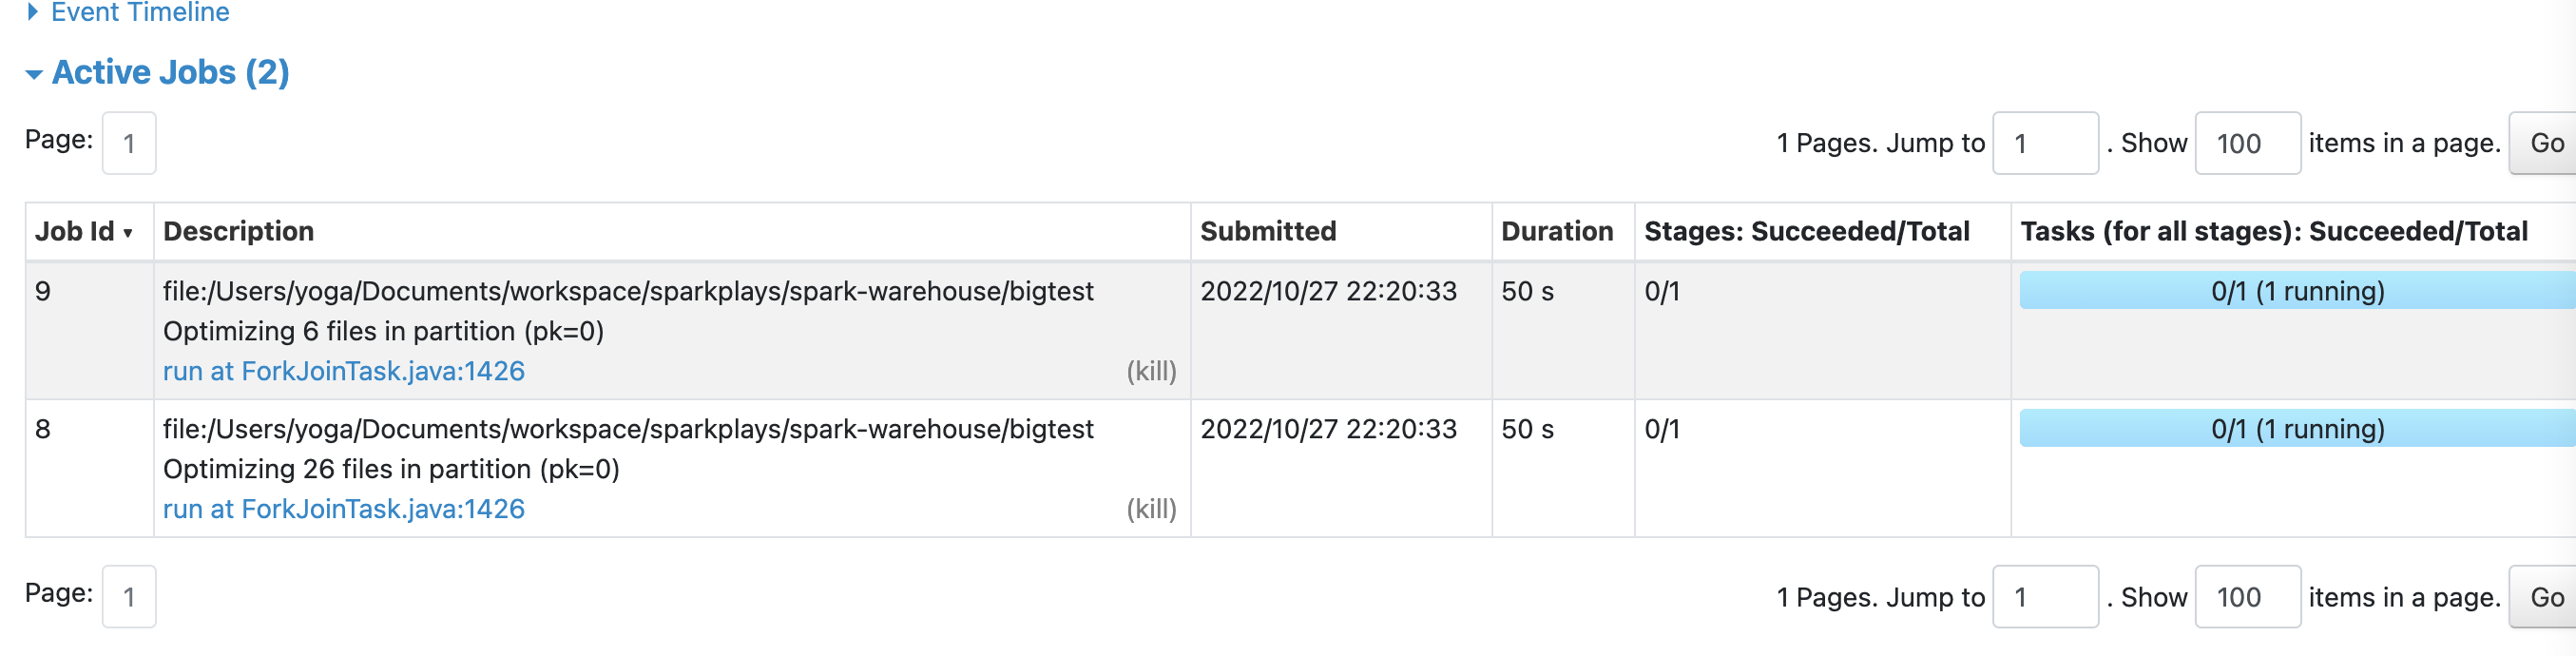 Event Timeline
Active Jobs (2)
Page: 1
1 Pages. Jump to 1 . Show 100 items in a page. Go
Job Id ▾ Description Submitted Duration Stages: Succeeded/Total Tasks (for all stages): Succeeded/Total
9 file:/Users/yoga/Documents/workspace/sparkplays/spark-warehouse/bigtest 2022/10/27 22:20:33 50 s 0/1 0/1 (1 running)
Optimizing 6 files in partition (pk=0)
run at ForkJoinTask.java:1426 (kill)
8 file:/Users/yoga/Documents/workspace/sparkplays/spark-warehouse/bigtest 2022/10/27 22:20:33 50 s 0/1 0/1 (1 running)
Optimizing 26 files in partition (pk=0)
run at ForkJoinTask.java:1426 (kill)
Page: 1
1 Pages. Jump to 1 . Show 100 items in a page. Go